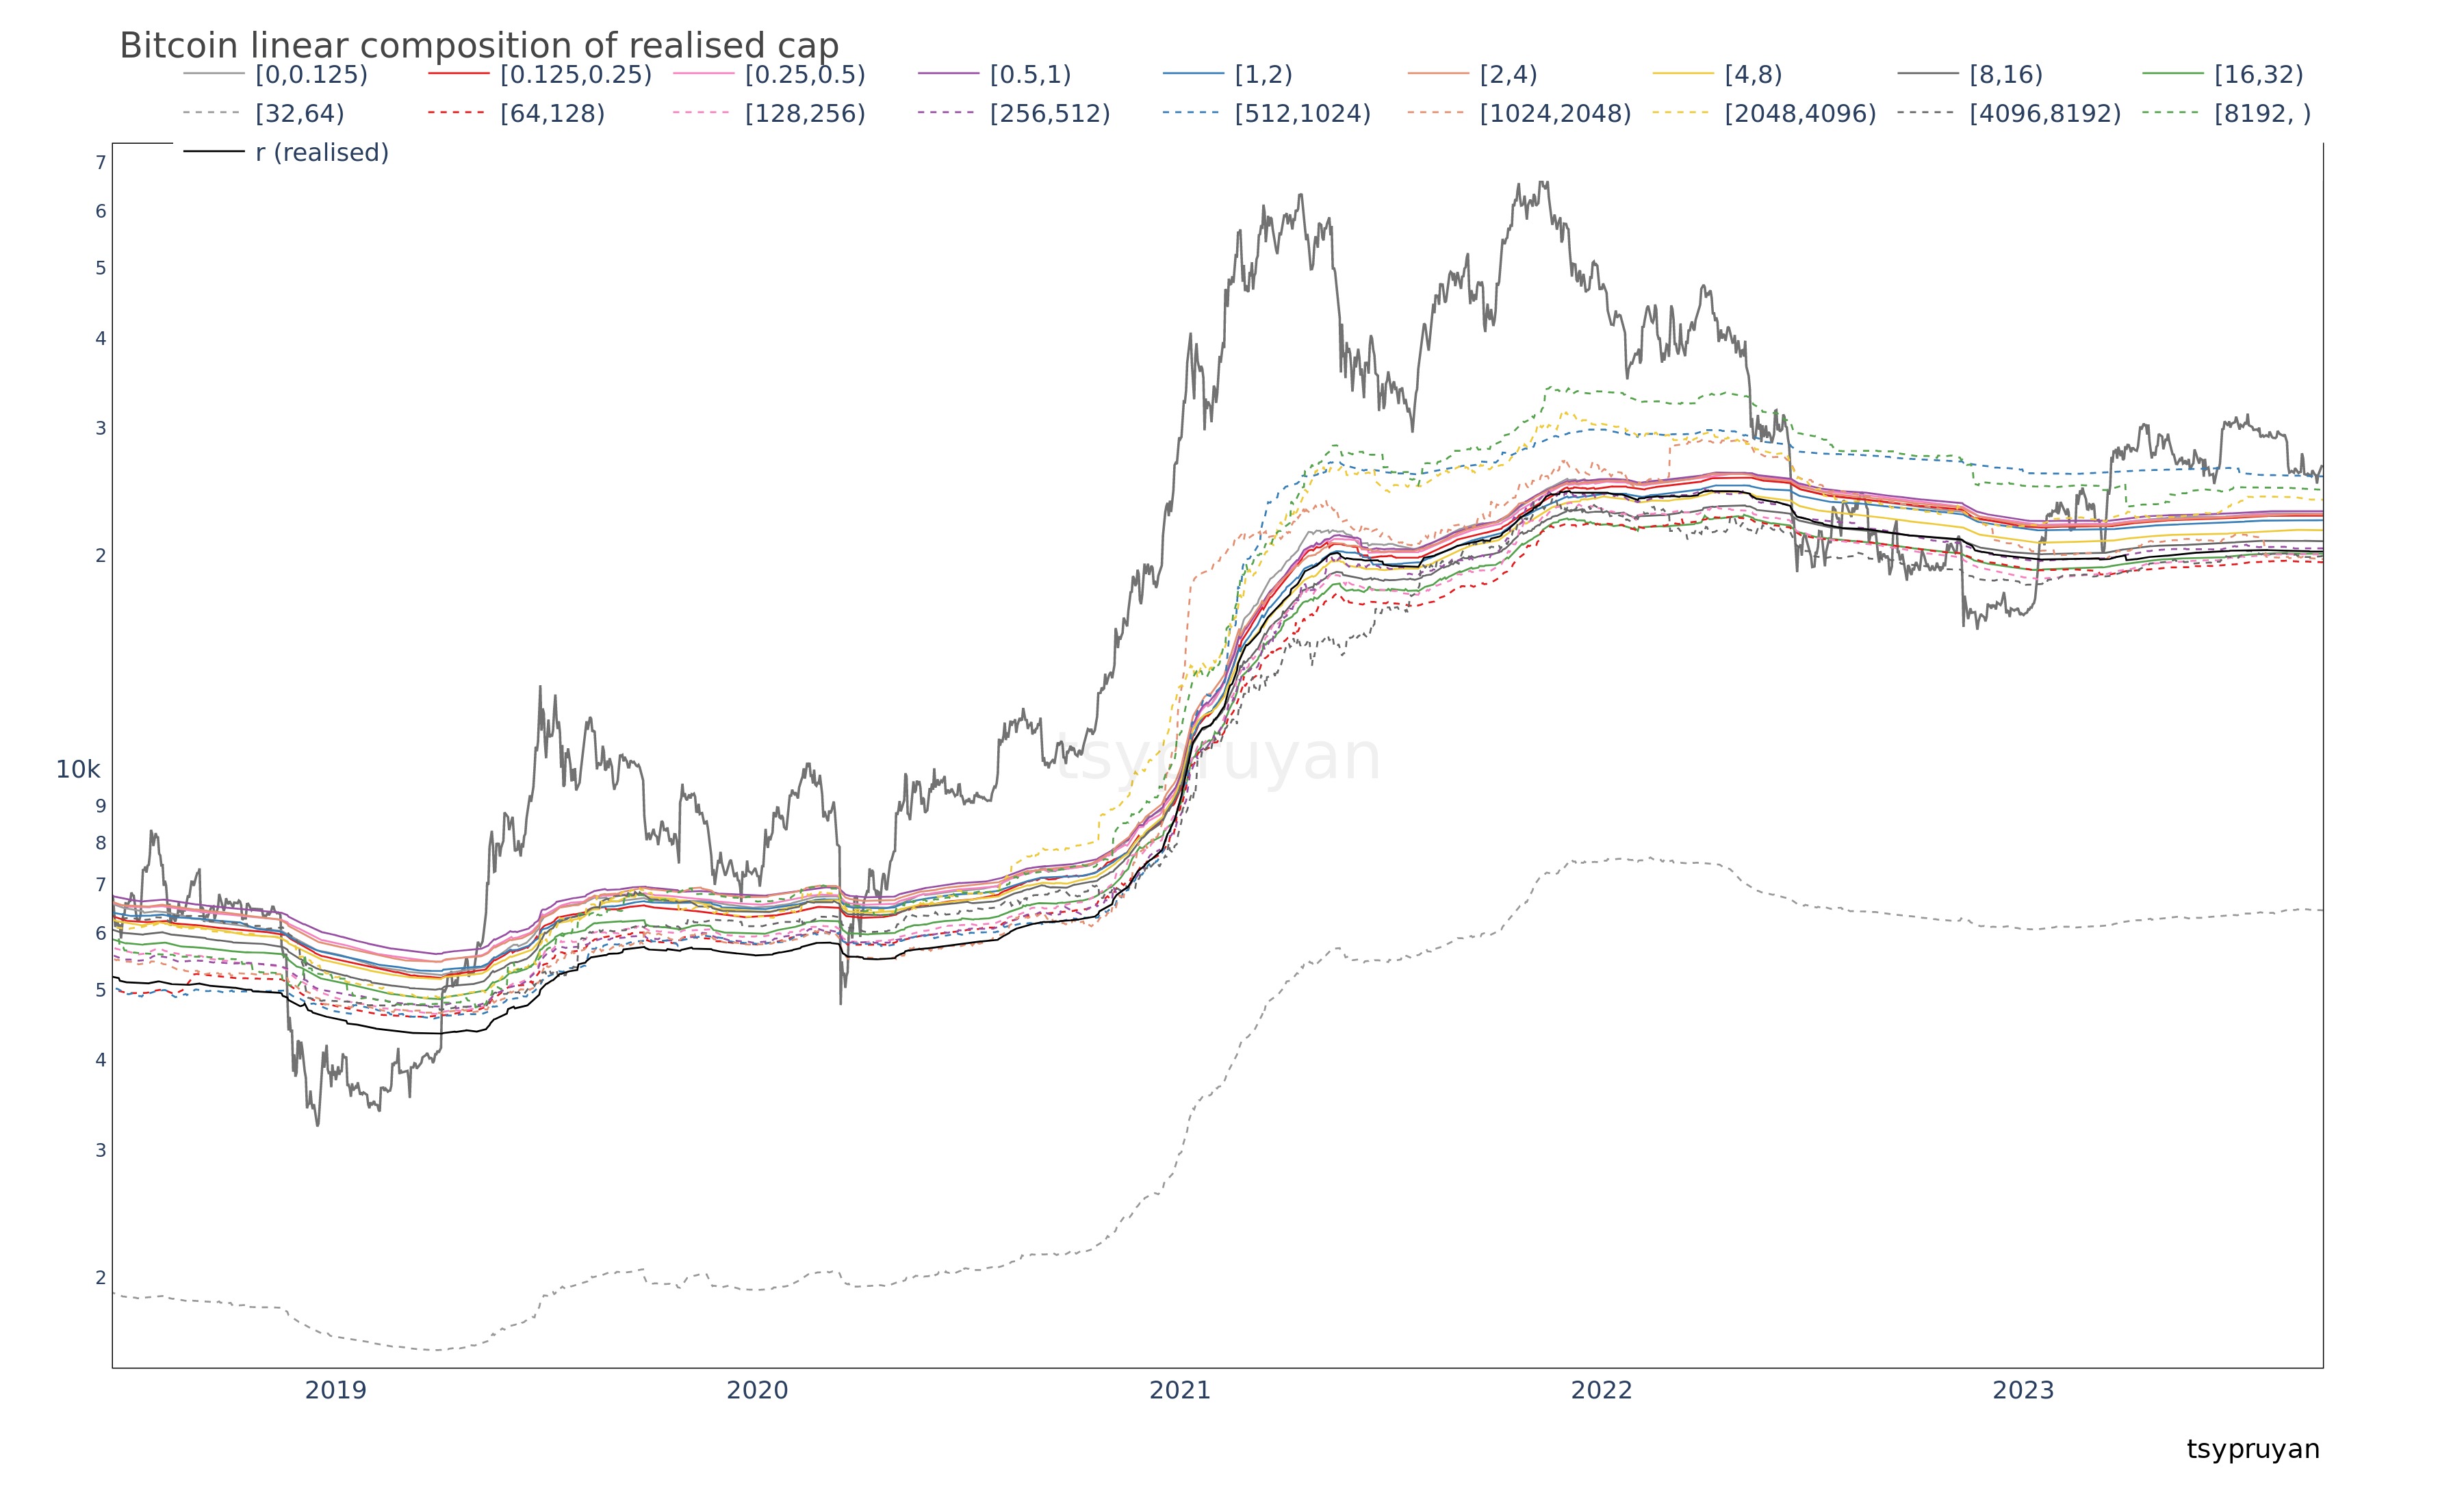 Bitcoin linear composition of realised cap
[0,0.125) [0.125,0.25) [0.25,0.5) [0.5,1) [1,2) [2,4) [4,8) [8,16) [16,32)
[32,64) [64,128) [128,256) [256,512) [512,1024) [1024,2048) [2048,4096) [4096,8192) [8192, )
r (realised)
7
6
5
4
3
2
10k
9
8
7
6
5
4
3
2
tsypruyan
2019 2020 2021 2022 2023
tsypruyan